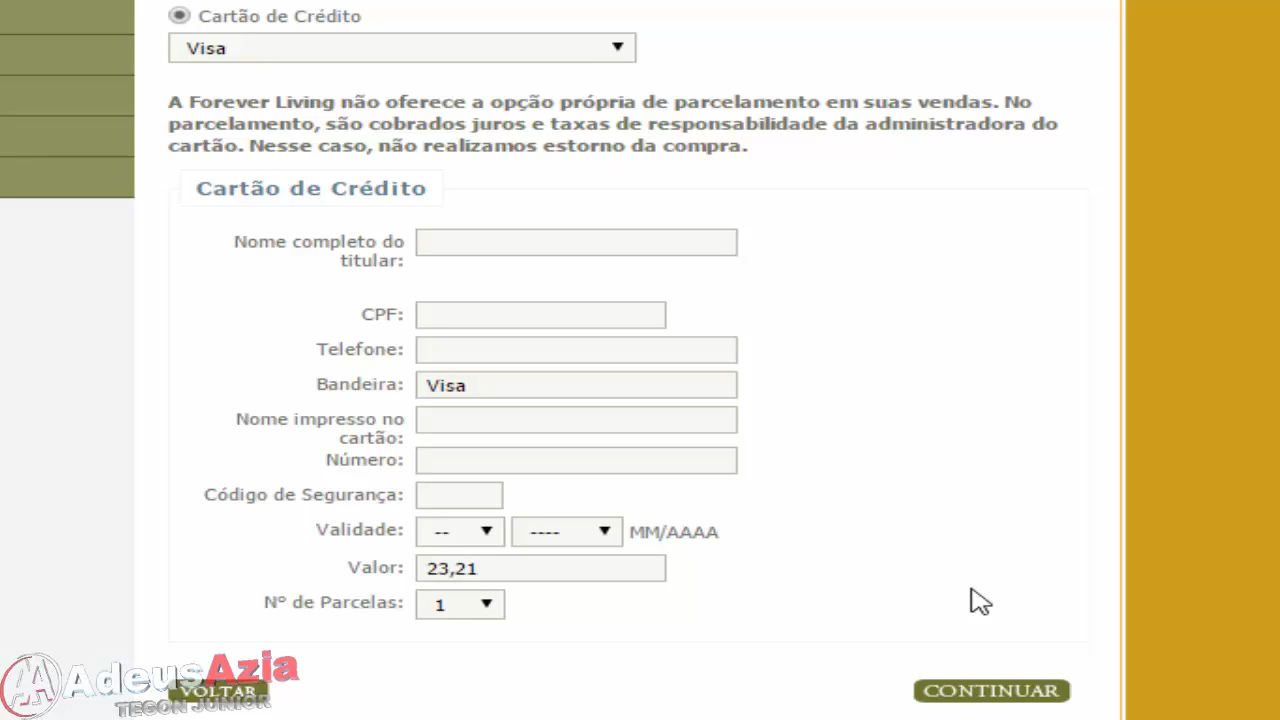 Cartão de Crédito
Visa
A Forever Living não oferece a opção própria de parcelamento em suas vendas. No
parcelamento, são cobrados juros e taxas de responsabilidade da administradora do
cartão. Nesse caso, não realizamos estorno da compra.
Cartão de Crédito
Nome completo do
titular:
CPF:
Telefone:
Bandeira: Visa
Nome impresso no
cartão:
Número:
Código de Segurança:
Validade: -- ---- MM/AAAA
Valor: 23,21
Nº de Parcelas: 1
AdeusAzia
VOLTAR
CONTINUAR
TECON JUNIOR